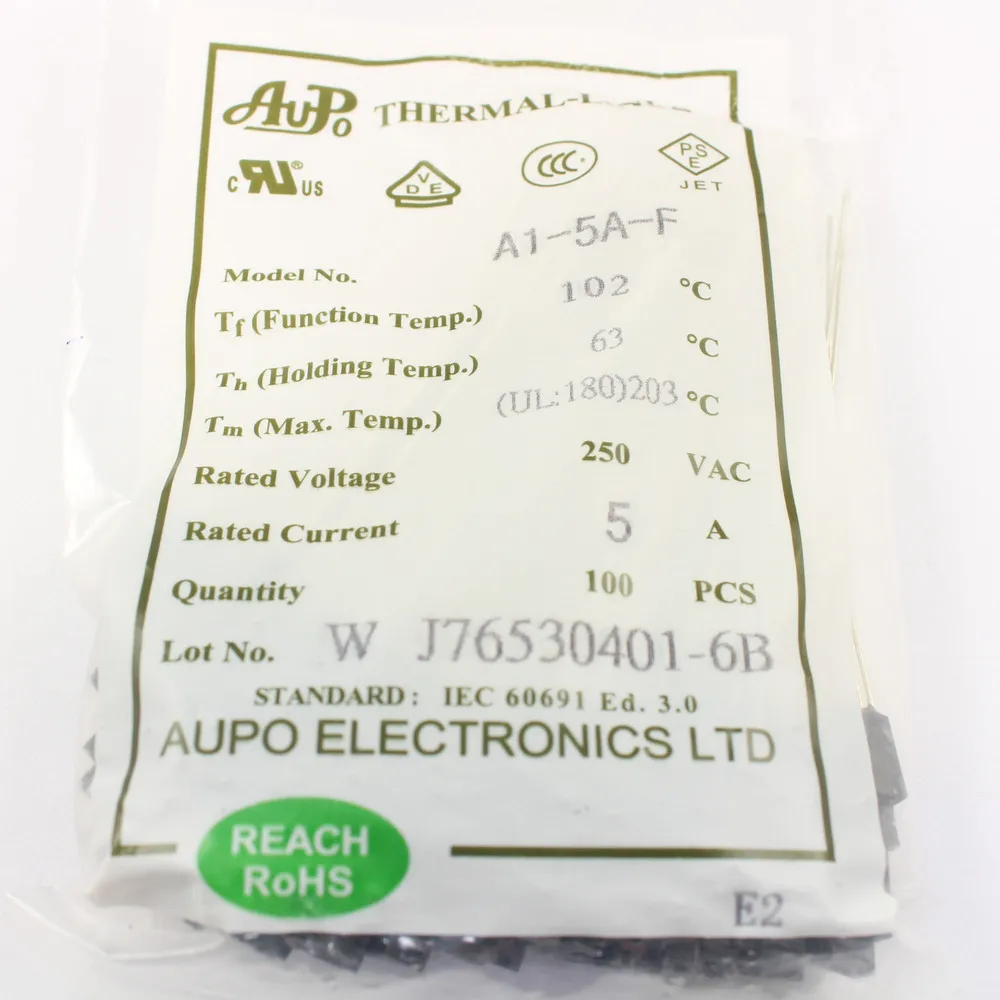 AuPo THERMAL-
C RU ® US VDE CCC PSE JET
Model No. A1-5A-F
Tf (Function Temp.) 102 °C
Th (Holding Temp.) 63 °C
Tm (Max. Temp.) (UL:180)203 °C
Rated Voltage 250 VAC
Rated Current 5 A
Quantity 100 PCS
Lot No. W J76530401-6B
STANDARD: IEC 60691 Ed. 3.0
AUPO ELECTRONICS LTD
REACH
RoHS
E2